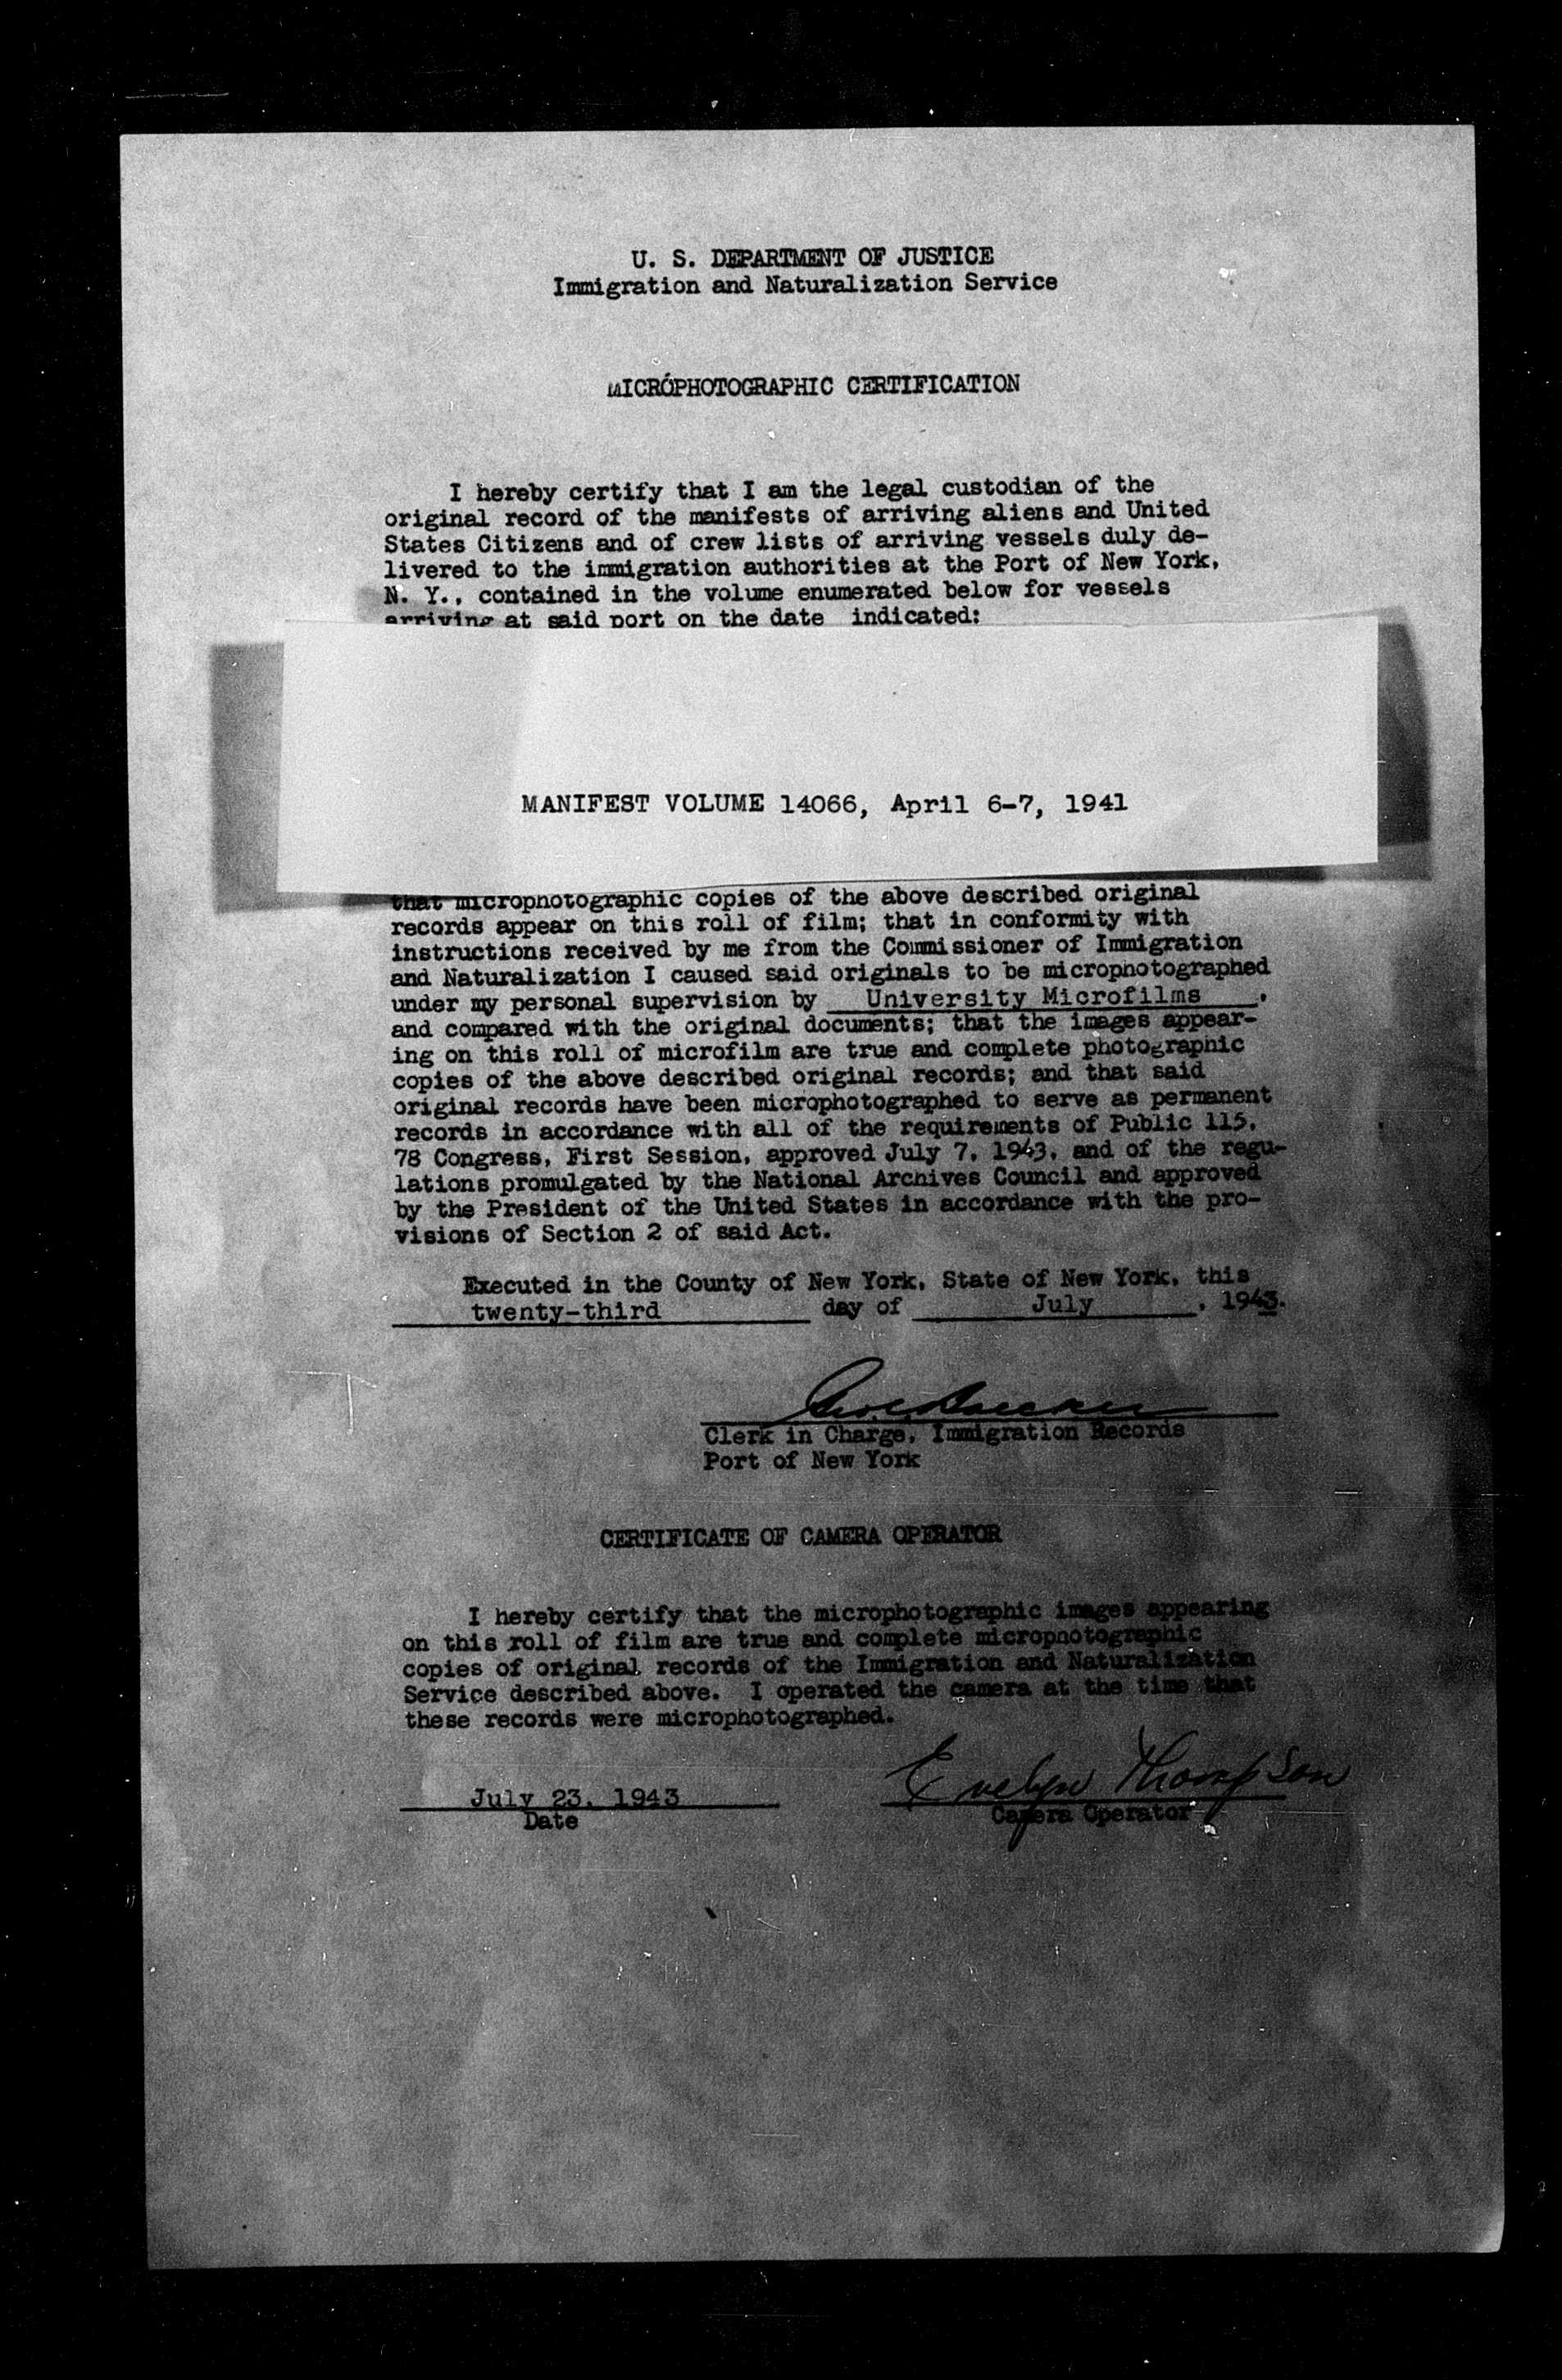 U. S. DEPARTMENT OF JUSTICE
Immigration and Naturalization Service
MICROPHOTOGRAPHIC CERTIFICATION
I hereby certify that I am the legal custodian of the
original record of the manifests of arriving aliens and United
States Citizens and of crew lists of arriving vessels duly de-
livered to the immigration authorities at the Port of New York,
N. Y., contained in the volume enumerated below for vessels
arriving at said port on the date indicated:
MANIFEST VOLUME 14066, April 6-7, 1941
that microphotographic copies of the above described original
records appear on this roll of film; that in conformity with
instructions received by me from the Commissioner of Immigration
and Naturalization I caused said originals to be microphotographed
under my personal supervision by University Microfilms,
and compared with the original documents; that the images appear-
ing on this roll of microfilm are true and complete photographic
copies of the above described original records; and that said
original records have been microphotographed to serve as permanent
records in accordance with all of the requirements of Public 115,
78 Congress, First Session, approved July 7, 1943, and of the regu-
lations promulgated by the National Archives Council and approved
by the President of the United States in accordance with the pro-
visions of Section 2 of said Act.
Executed in the County of New York, State of New York, this
twenty-third day of July, 1943.
Clerk in Charge, Immigration Records
Port of New York
CERTIFICATE OF CAMERA OPERATOR
I hereby certify that the microphotographic images appearing
on this roll of film are true and complete microphotographic
copies of original records of the Immigration and Naturalization
Service described above. I operated the camera at the time that
these records were microphotographed.
July 23, 1943 Evelyn Thompson
Date Camera Operator